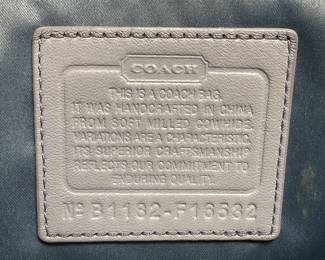 COACH
THIS IS A COACH BAG.
IT WAS HANDCRAFTED IN CHINA
FROM SOFT MILLED COWHIDE.
VARIATIONS ARE A CHARACTERISTIC.
ITS SUPERIOR CRAFTSMANSHIP
REFLECTS OUR COMMITMENT TO
ENDURING QUALITY.
Nº B1182-F16532